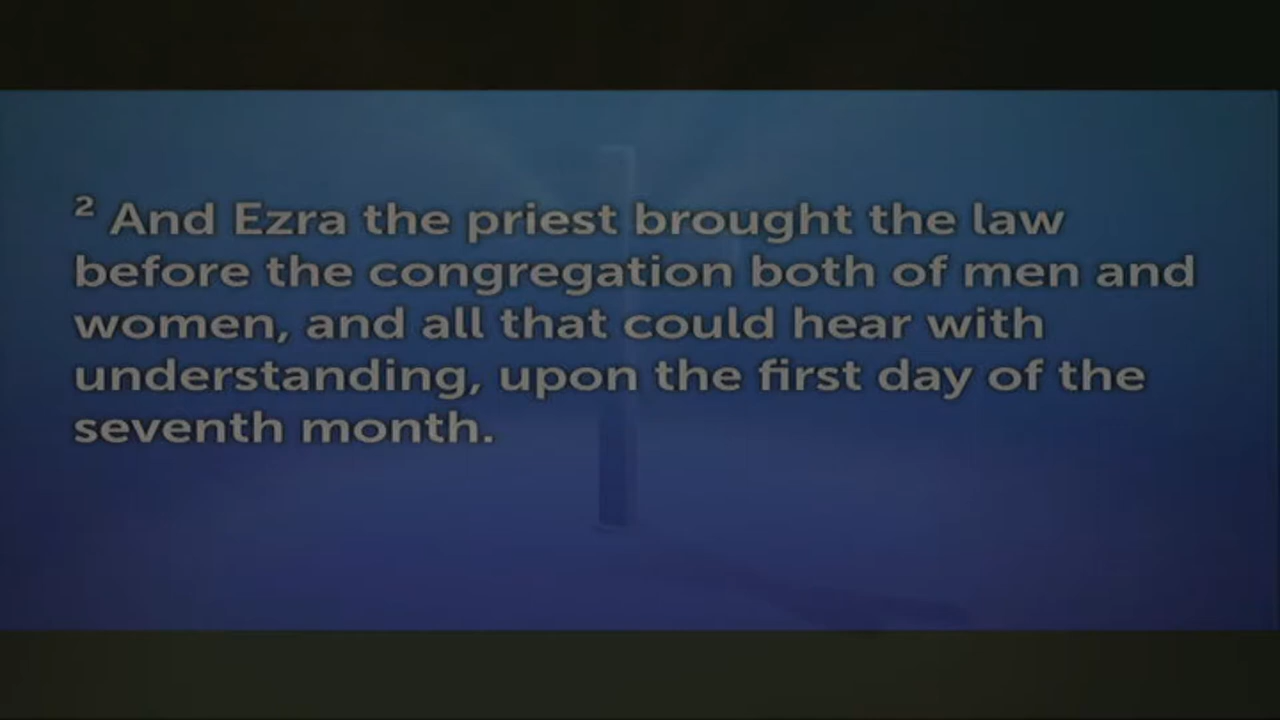 ² And Ezra the priest brought the law
before the congregation both of men and
women, and all that could hear with
understanding, upon the first day of the
seventh month.